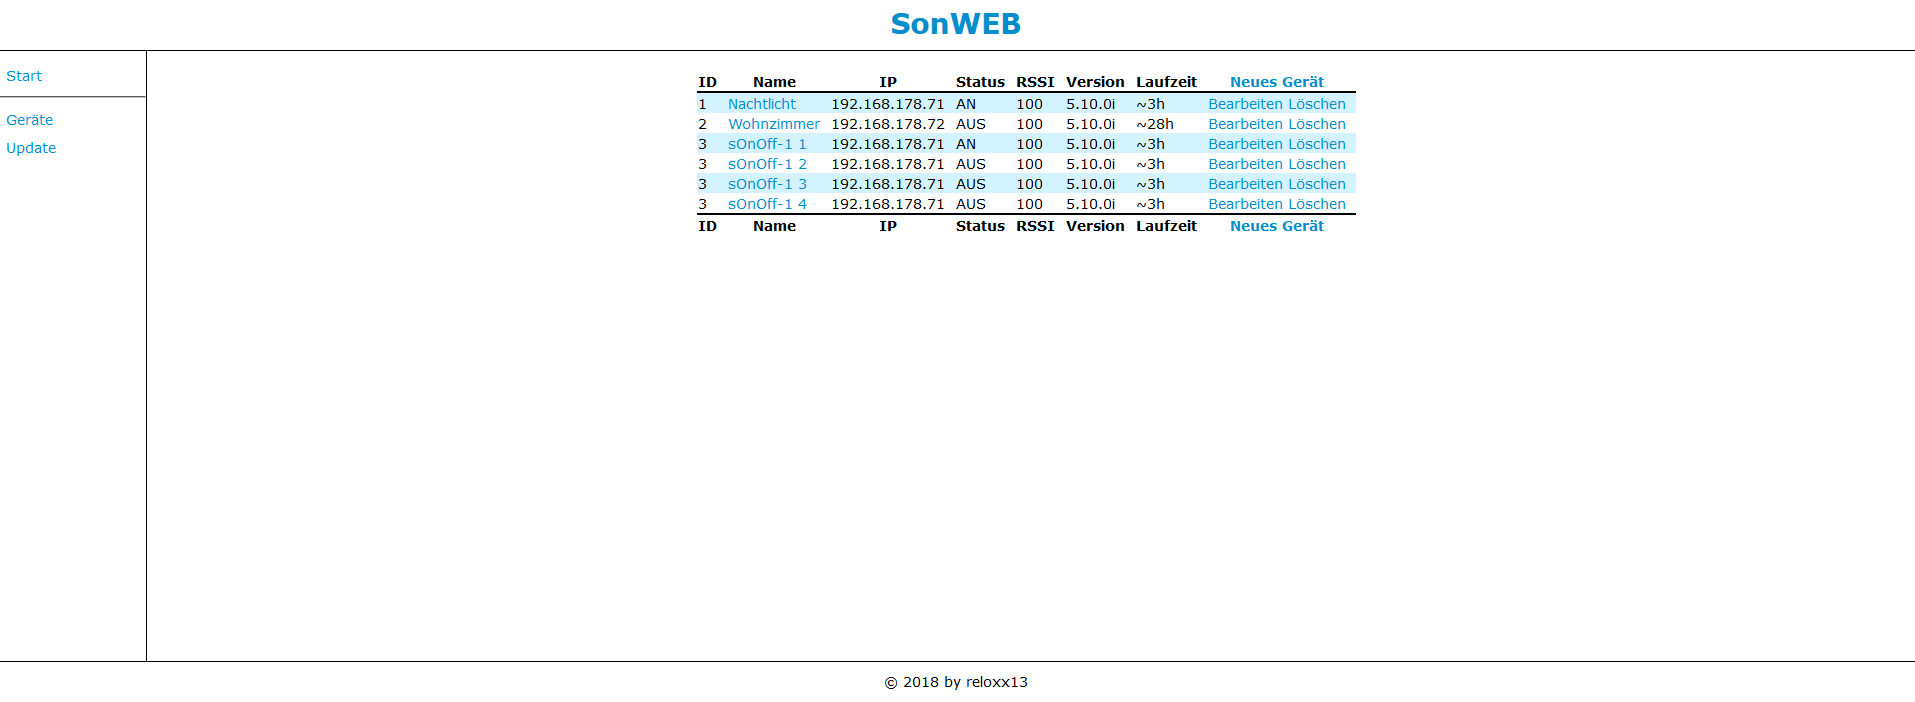 SonWEB
Start
Geräte
Update
ID Name IP Status RSSI Version Laufzeit Neues Gerät
1 Nachtlicht 192.168.178.71 AN 100 5.10.0i ~3h Bearbeiten Löschen
2 Wohnzimmer 192.168.178.72 AUS 100 5.10.0i ~28h Bearbeiten Löschen
3 sOnOff-1 1 192.168.178.71 AN 100 5.10.0i ~3h Bearbeiten Löschen
3 sOnOff-1 2 192.168.178.71 AUS 100 5.10.0i ~3h Bearbeiten Löschen
3 sOnOff-1 3 192.168.178.71 AUS 100 5.10.0i ~3h Bearbeiten Löschen
3 sOnOff-1 4 192.168.178.71 AUS 100 5.10.0i ~3h Bearbeiten Löschen
ID Name IP Status RSSI Version Laufzeit Neues Gerät
© 2018 by reloxx13